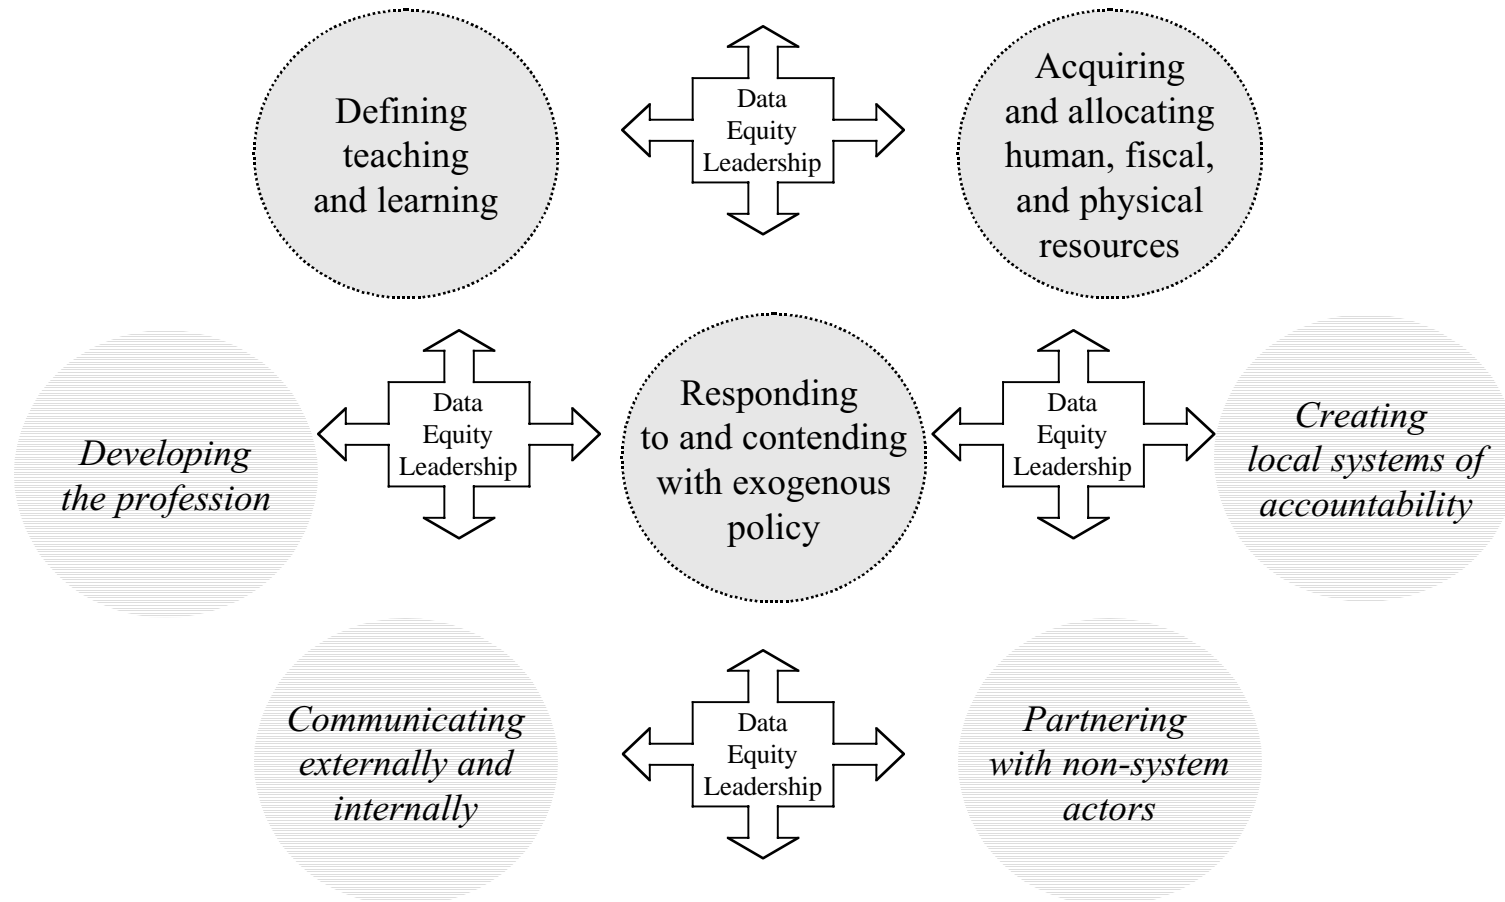 Defining
teaching
and learning
Data
Equity
Leadership
Acquiring
and allocating
human, fiscal,
and physical
resources
Developing
the profession
Data
Equity
Leadership
Responding
to and contending
with exogenous
policy
Data
Equity
Leadership
Creating
local systems of
accountability
Communicating
externally and
internally
Data
Equity
Leadership
Partnering
with non-system
actors